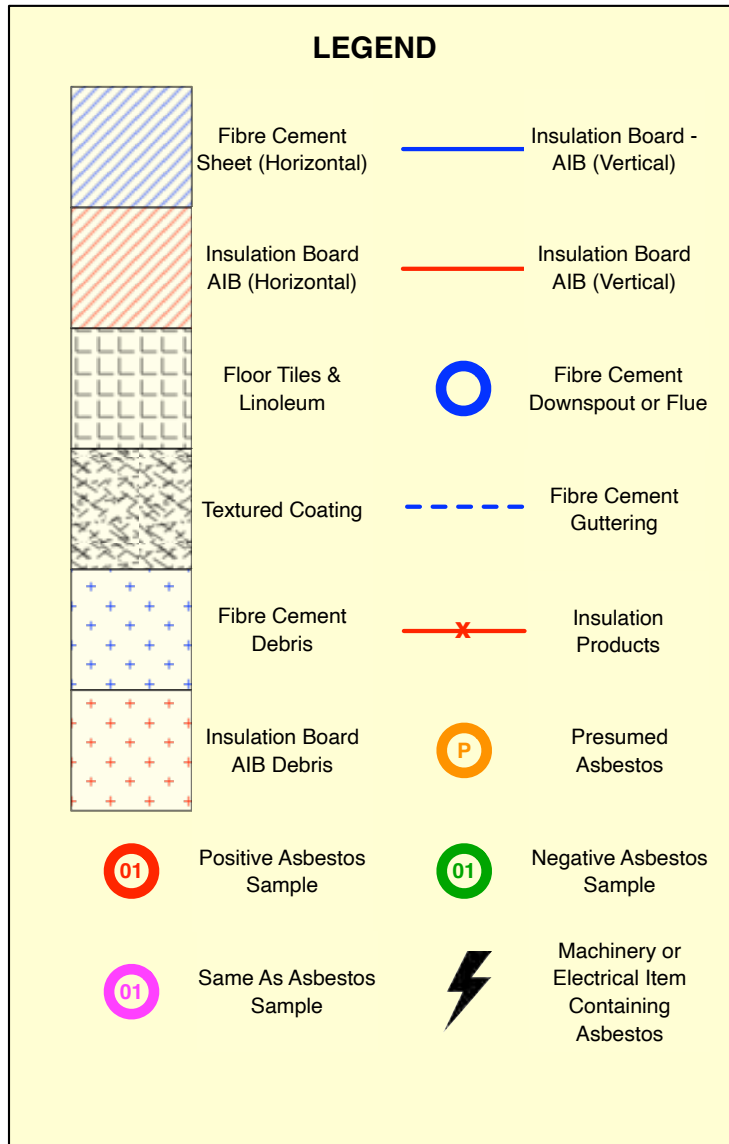 LEGEND
Fibre Cement
Sheet (Horizontal)
Insulation Board -
AIB (Vertical)
Insulation Board
AIB (Horizontal)
Insulation Board
AIB (Vertical)
Floor Tiles &
Linoleum
Fibre Cement
Downspout or Flue
Textured Coating
Fibre Cement
Guttering
Fibre Cement
Debris
x
Insulation
Products
Insulation Board
AIB Debris
P
Presumed
Asbestos
01
Positive Asbestos
Sample
01
Negative Asbestos
Sample
01
Same As Asbestos
Sample
Machinery or
Electrical Item
Containing
Asbestos